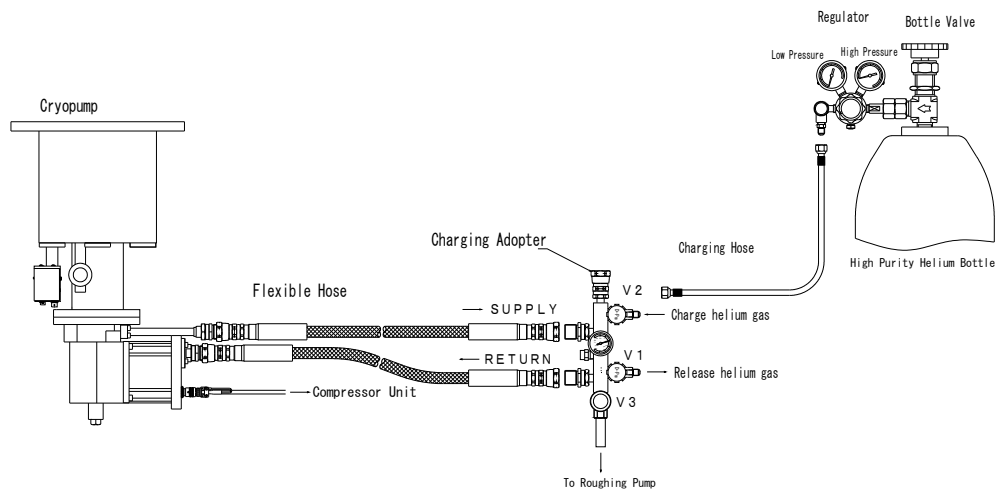 Regulator
Bottle Valve
Low Pressure
High Pressure
Cryopump
Charging Adopter
Charging Hose
High Purity Helium Bottle
Flexible Hose
V2
SUPPLY
Charge helium gas
V1
RETURN
Release helium gas
Compressor Unit
V3
To Roughing Pump